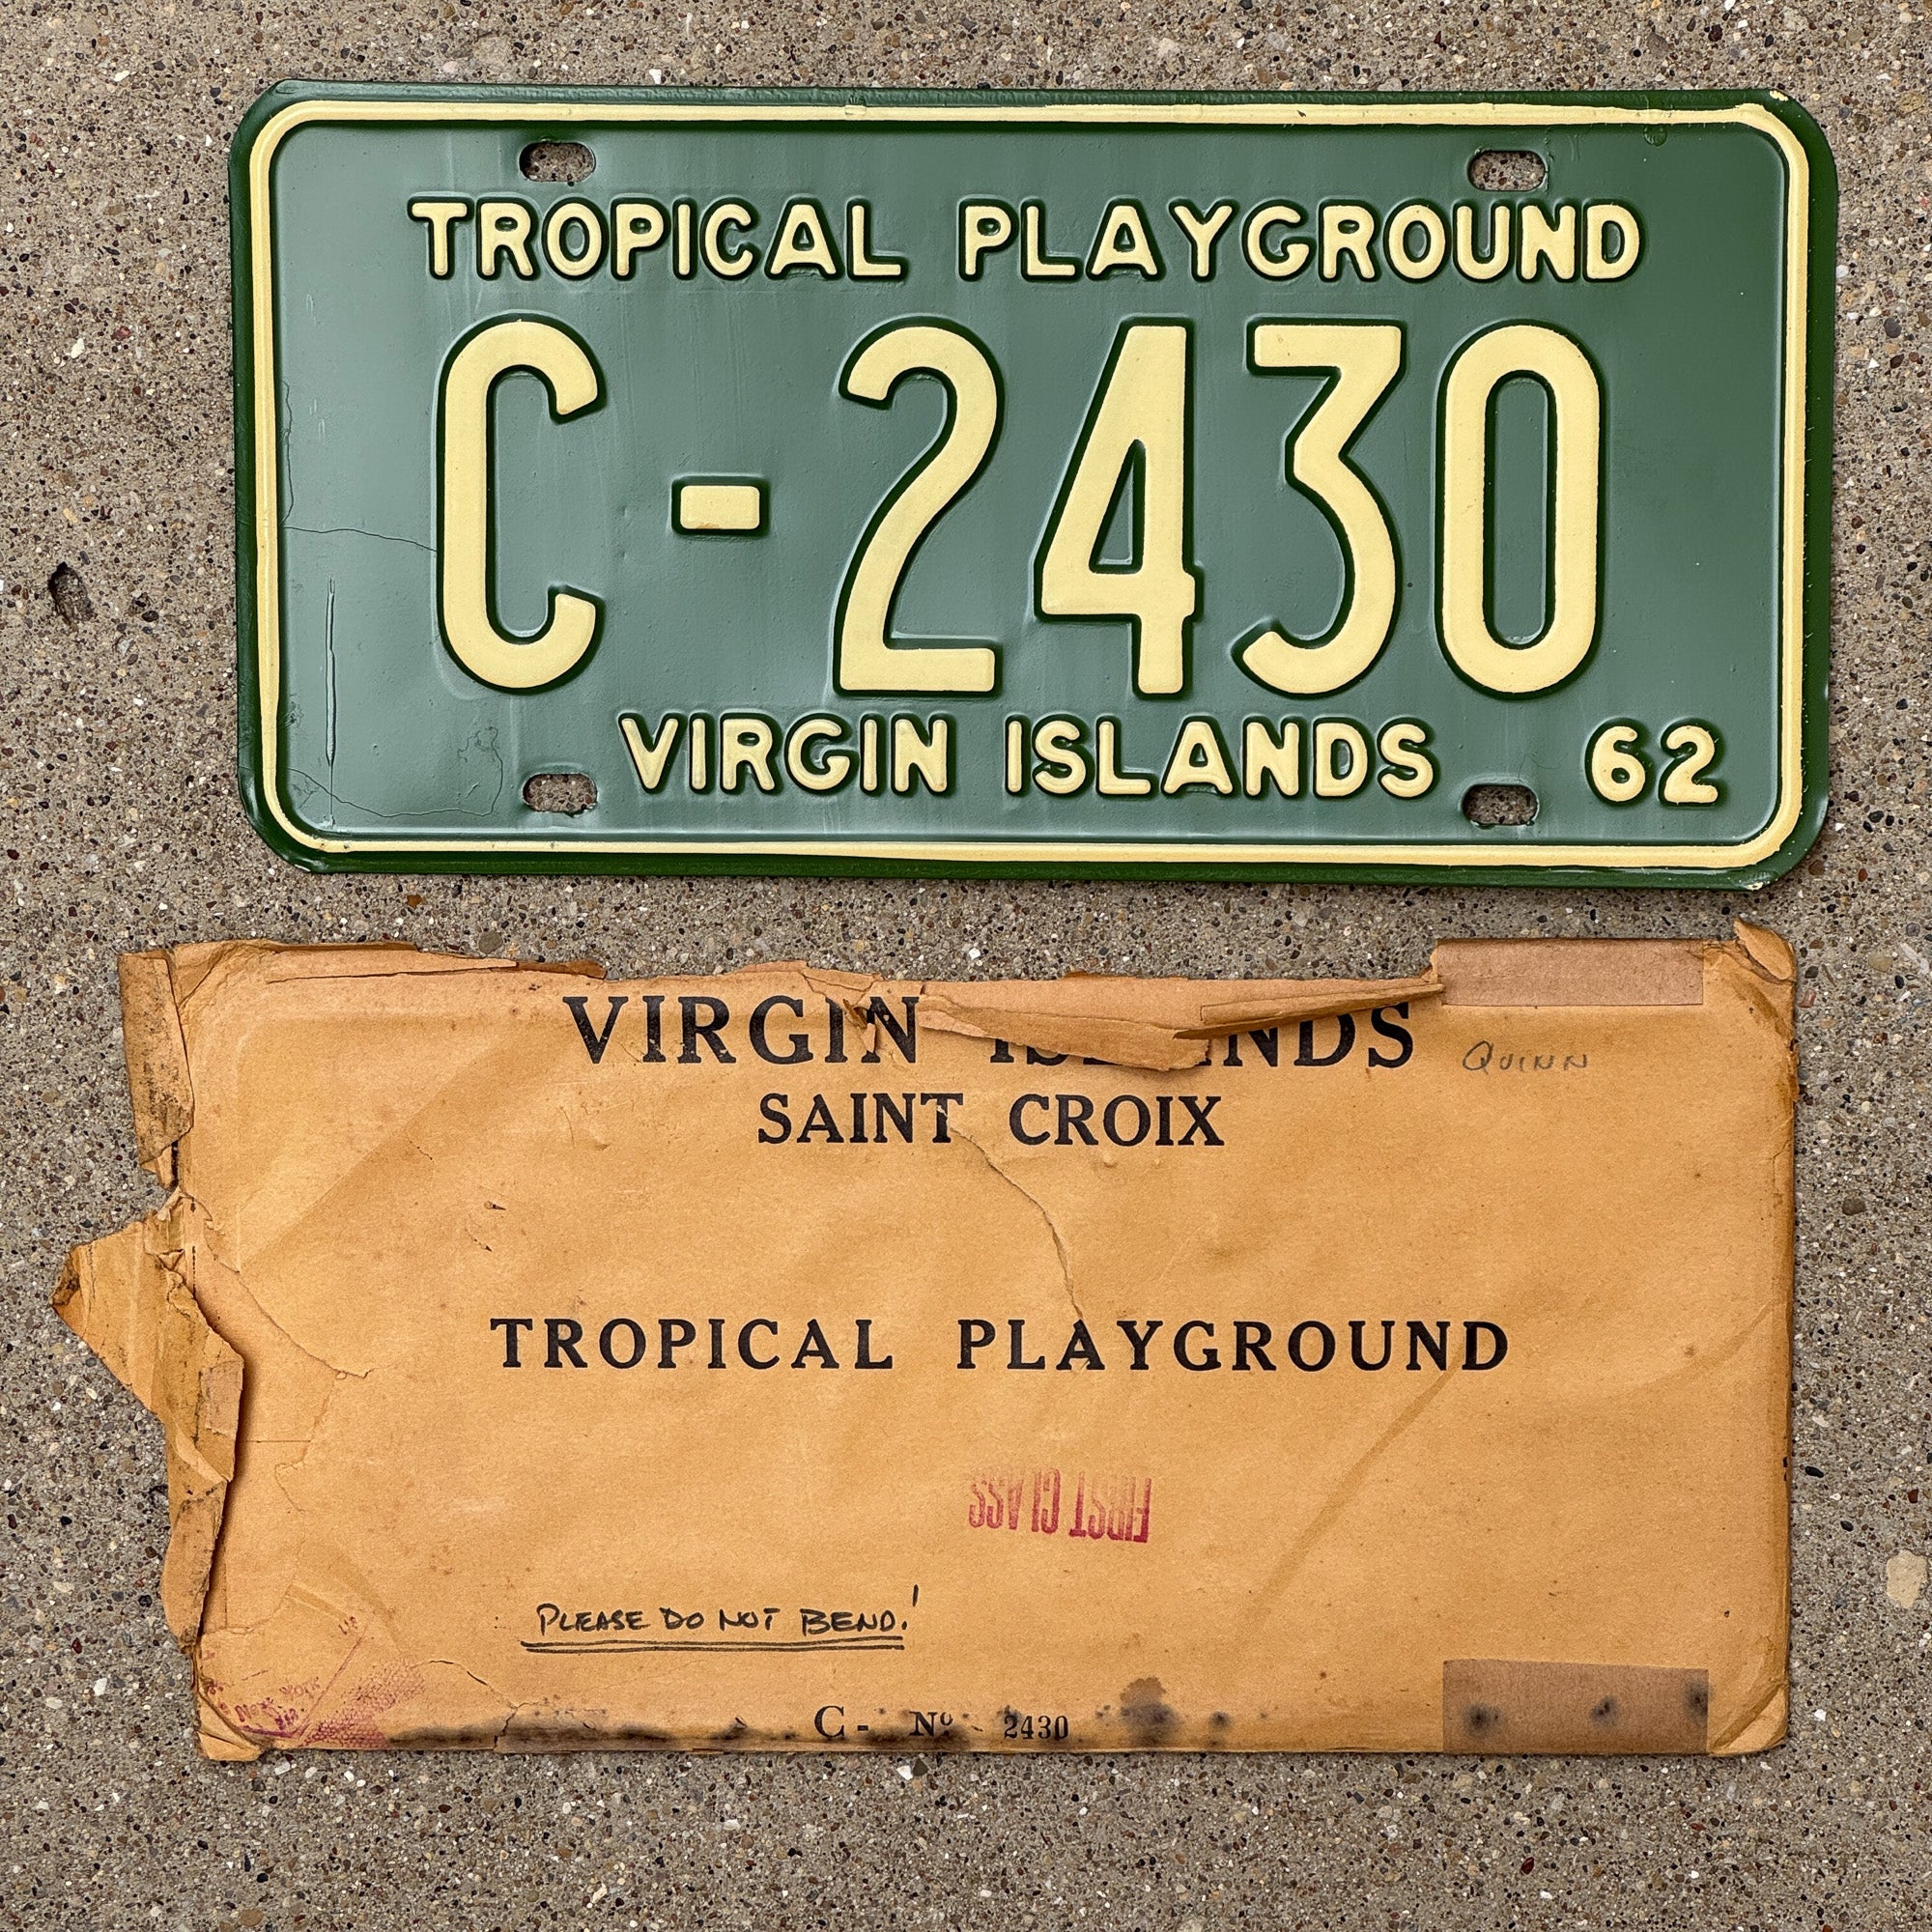 TROPICAL PLAYGROUND
C-2430
VIRGIN ISLANDS 62
VIRGIN ISLANDS
QUINN
SAINT CROIX
TROPICAL PLAYGROUND
FIRST CLASS
PLEASE DO NOT BEND!
C- Nº 2430